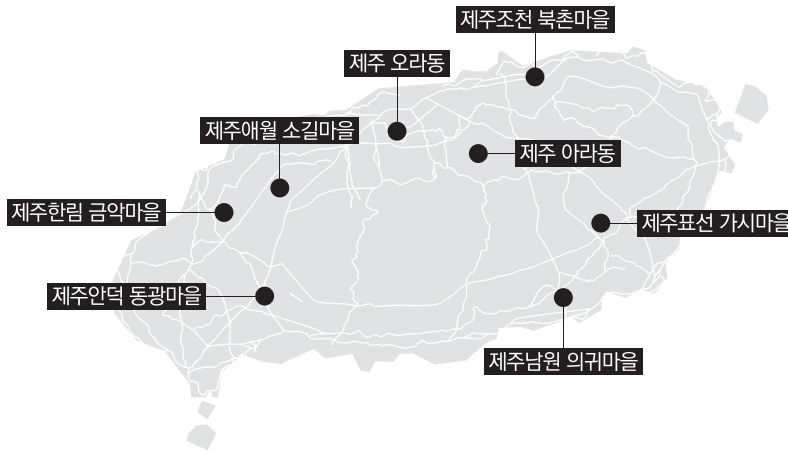 제주조천 북촌마을
제주 오라동
제주애월 소길마을
제주 아라동
제주한림 금악마을
제주표선 가시마을
제주안덕 동광마을
제주남원 의귀마을